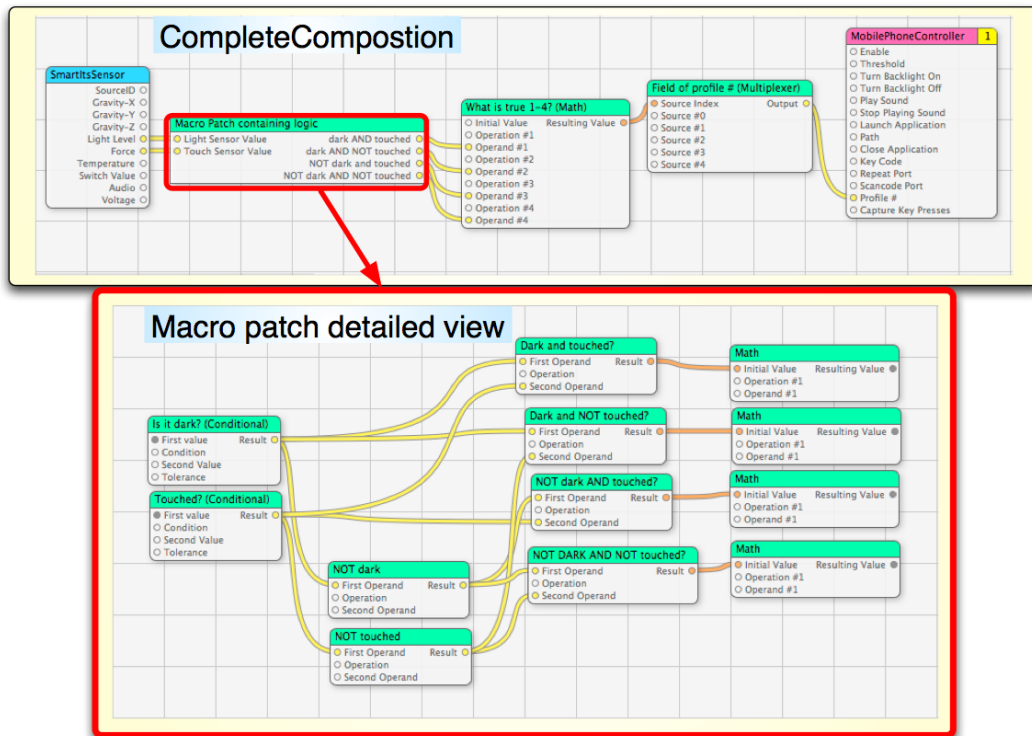 CompleteCompostion
SmartItsSensor
SourceID
Gravity-X
Gravity-Y
Gravity-Z
Light Level
Force
Temperature
Switch Value
Audio
Voltage
Macro Patch containing logic
Light Sensor Value dark AND touched
Touch Sensor Value dark AND NOT touched
NOT dark and touched
NOT dark AND NOT touched
What is true 1-4? (Math)
Initial Value Resulting Value
Operation #1
Operand #1
Operation #2
Operand #2
Operation #3
Operand #3
Operation #4
Operand #4
Field of profile # (Multiplexer)
Source Index Output
Source #0
Source #1
Source #2
Source #3
Source #4
MobilePhoneController 1
Enable
Threshold
Turn Backlight On
Turn Backlight Off
Play Sound
Stop Playing Sound
Launch Application
Path
Close Application
Key Code
Repeat Port
Scancode Port
Profile #
Capture Key Presses
Macro patch detailed view
Is it dark? (Conditional)
First value Result
Condition
Second Value
Tolerance
Touched? (Conditional)
First value Result
Condition
Second Value
Tolerance
NOT dark
First Operand Result
Operation
Second Operand
NOT touched
First Operand Result
Operation
Second Operand
Dark and touched?
First Operand Result
Operation
Second Operand
Dark and NOT touched?
First Operand Result
Operation
Second Operand
NOT dark AND touched?
First Operand Result
Operation
Second Operand
NOT DARK AND NOT touched?
First Operand Result
Operation
Second Operand
Math
Initial Value Resulting Value
Operation #1
Operand #1
Math
Initial Value Resulting Value
Operation #1
Operand #1
Math
Initial Value Resulting Value
Operation #1
Operand #1
Math
Initial Value Resulting Value
Operation #1
Operand #1